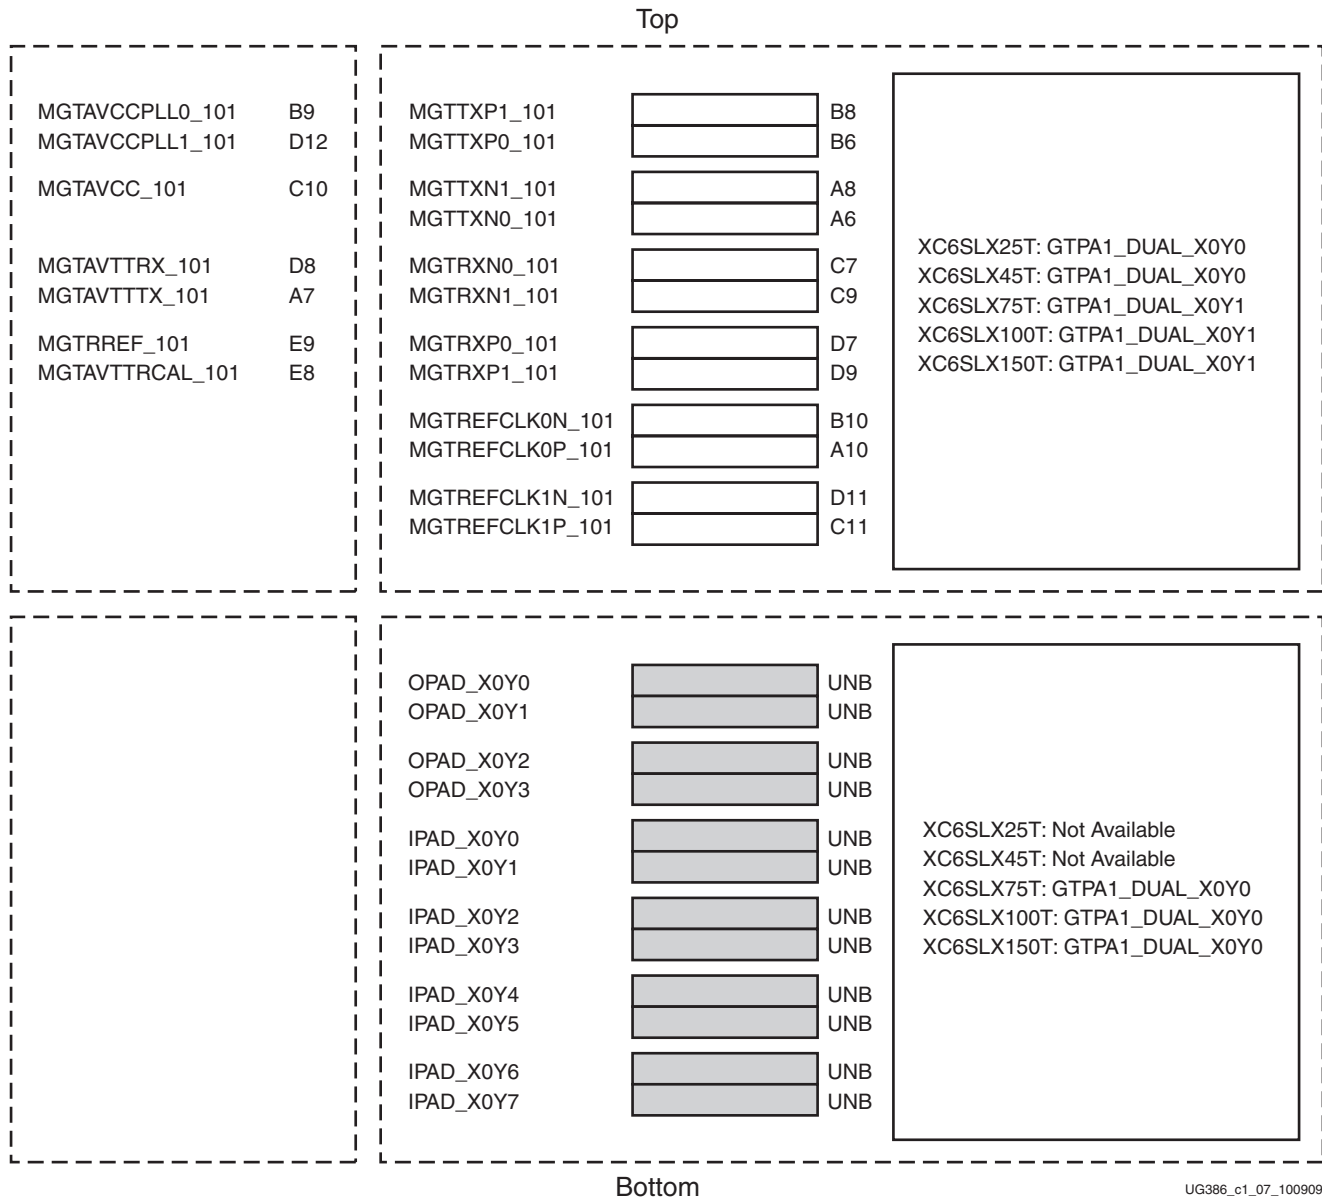 Top
MGTAVCCPLL0_101 B9
MGTAVCCPLL1_101 D12
MGTAVCC_101 C10
MGTAVTTRX_101 D8
MGTAVTTTX_101 A7
MGTRREF_101 E9
MGTAVTTRCAL_101 E8
MGTTXP1_101 B8
MGTTXP0_101 B6
MGTTXN1_101 A8
MGTTXN0_101 A6
MGTRXN0_101 C7
MGTRXN1_101 C9
MGTRXP0_101 D7
MGTRXP1_101 D9
MGTREFCLK0N_101 B10
MGTREFCLK0P_101 A10
MGTREFCLK1N_101 D11
MGTREFCLK1P_101 C11
XC6SLX25T: GTPA1_DUAL_X0Y0
XC6SLX45T: GTPA1_DUAL_X0Y0
XC6SLX75T: GTPA1_DUAL_X0Y1
XC6SLX100T: GTPA1_DUAL_X0Y1
XC6SLX150T: GTPA1_DUAL_X0Y1
OPAD_X0Y0 UNB
OPAD_X0Y1 UNB
OPAD_X0Y2 UNB
OPAD_X0Y3 UNB
IPAD_X0Y0 UNB
IPAD_X0Y1 UNB
IPAD_X0Y2 UNB
IPAD_X0Y3 UNB
IPAD_X0Y4 UNB
IPAD_X0Y5 UNB
IPAD_X0Y6 UNB
IPAD_X0Y7 UNB
XC6SLX25T: Not Available
XC6SLX45T: Not Available
XC6SLX75T: GTPA1_DUAL_X0Y0
XC6SLX100T: GTPA1_DUAL_X0Y0
XC6SLX150T: GTPA1_DUAL_X0Y0
Bottom
UG386_c1_07_100909